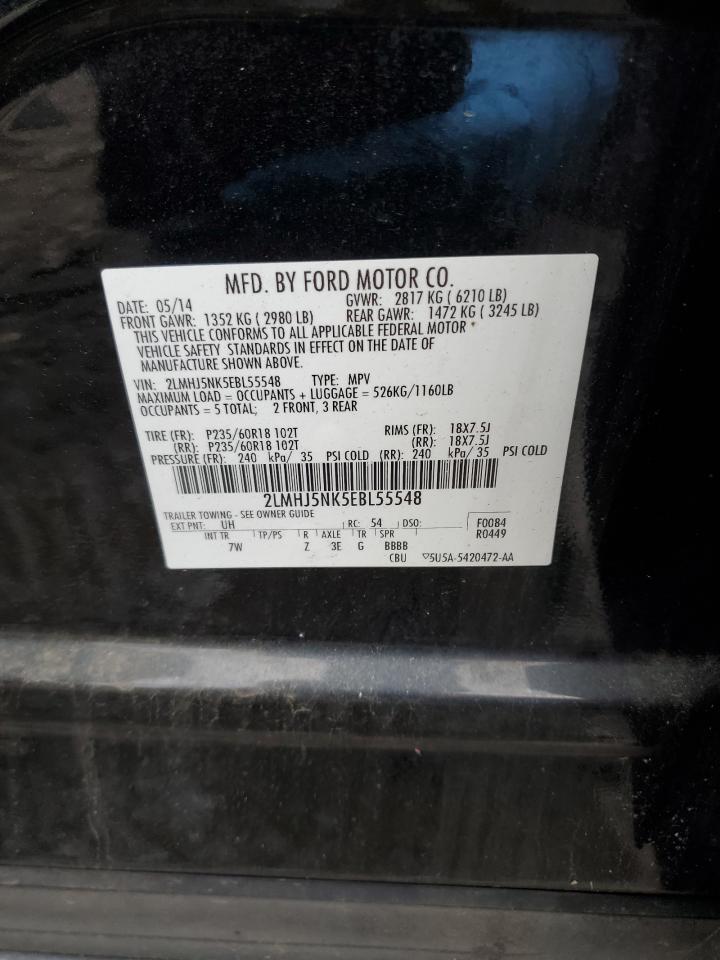 MFD. BY FORD MOTOR CO.
DATE: 05/14 GVWR: 2817 KG ( 6210 LB)
FRONT GAWR: 1352 KG ( 2980 LB) REAR GAWR: 1472 KG ( 3245 LB)
THIS VEHICLE CONFORMS TO ALL APPLICABLE FEDERAL MOTOR
VEHICLE SAFETY STANDARDS IN EFFECT ON THE DATE OF
MANUFACTURE SHOWN ABOVE.
VIN: 2LMHJ5NK5EBL55548 TYPE: MPV
MAXIMUM LOAD = OCCUPANTS + LUGGAGE = 526KG/1160LB
OCCUPANTS = 5 TOTAL; 2 FRONT, 3 REAR
TIRE (FR): P235/60R18 102T RIMS (FR): 18X7.5J
(RR): P235/60R18 102T (RR): 18X7.5J
PRESSURE (FR): 240 kPa/ 35 PSI COLD (RR): 240 kPa/ 35 PSI COLD
2LMHJ5NK5EBL55548
TRAILER TOWING - SEE OWNER GUIDE
EXT PNT: UH RC: 54 DSO: F0084
INT TR TP/PS R AXLE TR SPR R0449
7W Z 3E G BBBB
CBU 5U5A-5420472-AA